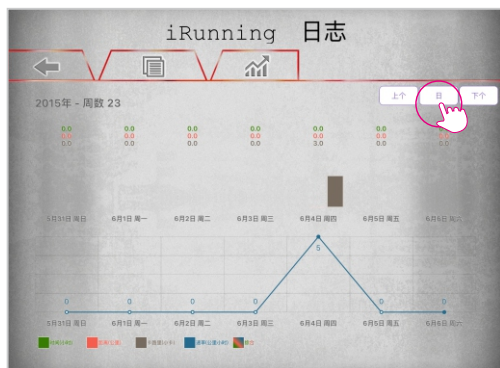 iRunning 日志
上个 日 下个
2015年 - 周数 23
0.0 0.0 0.0 0.0 0.0 0.0 0.0
0.0 0.0 0.0 0.0 0.0 0.0 0.0
0.0 0.0 0.0 0.0 3.0 0.0 0.0
5月31日 周日 6月1日 周一 6月2日 周二 6月3日 周三 6月4日 周四 6月5日 周五 6月6日 周六
5
0 0 0 0 0 0
5月31日 周日 6月1日 周一 6月2日 周二 6月3日 周三 6月4日 周四 6月5日 周五 6月6日 周六